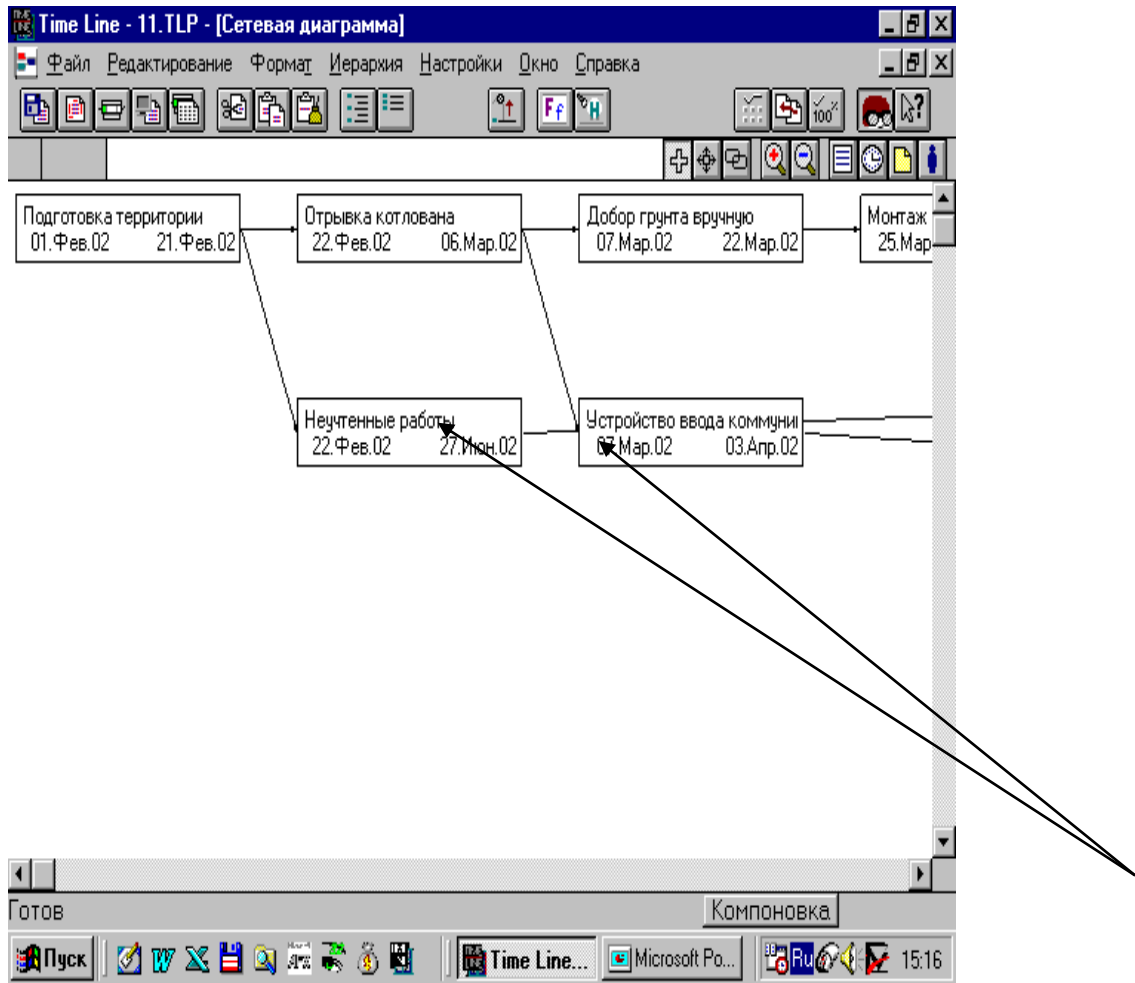 Time Line - 11.TLP - [Сетевая диаграмма]
Файл Редактирование Формат Иерархия Настройки Окно Справка
Подготовка территории
01.Фев.02 21.Фев.02
Отрывка котлована
22.Фев.02 06.Мар.02
Добор грунта вручную
07.Мар.02 22.Мар.02
Монтаж
25.Мар
Неучтенные работы
22.Фев.02 27.Июн.02
Устройство ввода коммуни
07.Мар.02 03.Апр.02
Готов
Компоновка
Пуск
Time Line...
Microsoft Po...
Ru
15:16